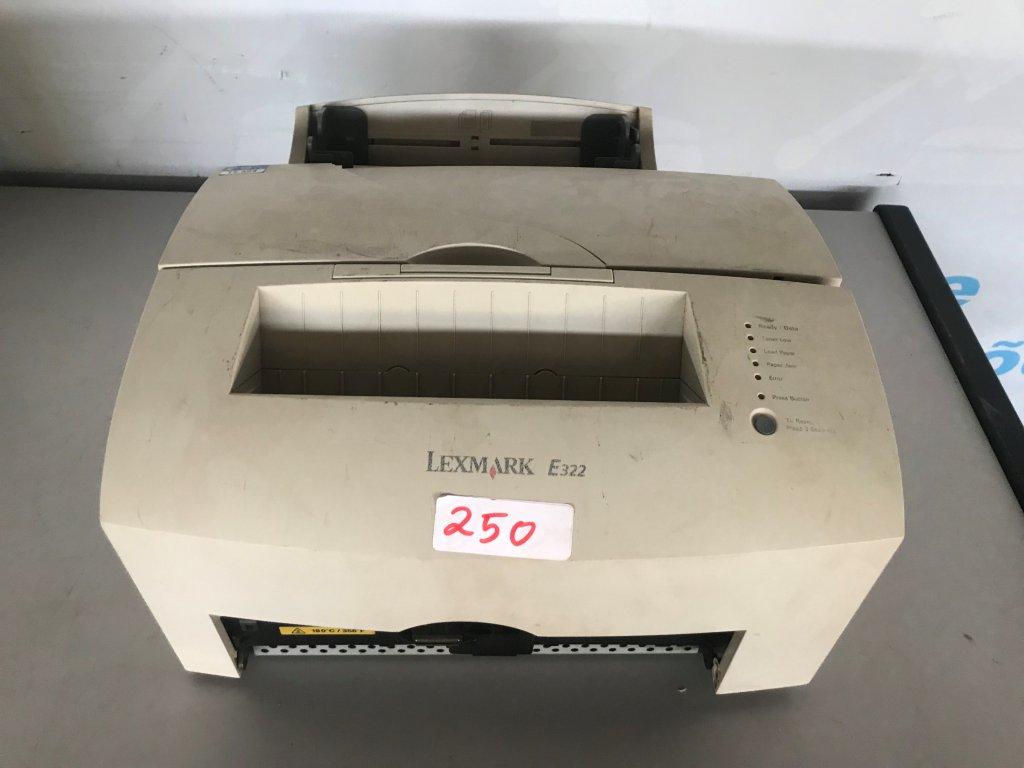 Ready / Data
Toner Low
Load Paper
Paper Jam
Error
Press Button
LEXMARK E322
250